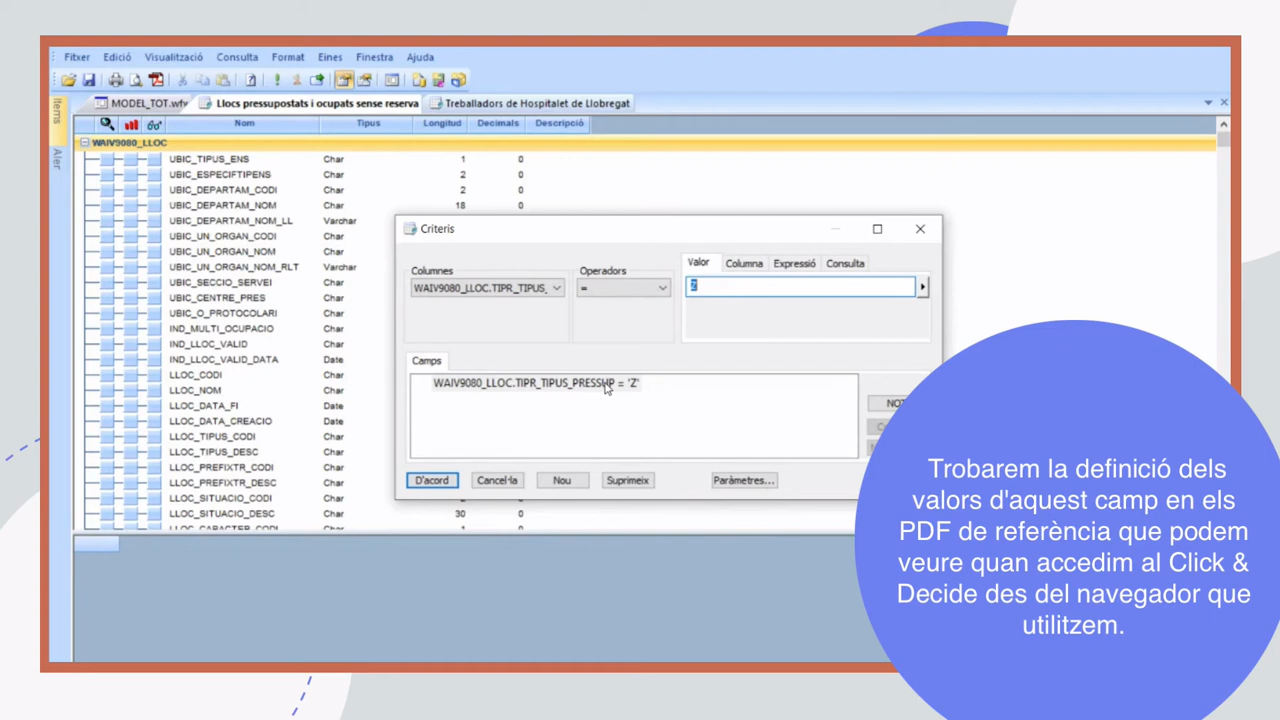 Fitxer Edició Visualització Consulta Format Eines Finestra Ajuda
MODEL_TOT.wfw Llocs pressupostats i ocupats sense reserva Treballadors de Hospitalet de Llobregat
Items
Nom Tipus Longitud Decimals Descripció
WAIV9080_LLOC
UBIC_TIPUS_ENS Char 1 0
UBIC_ESPECIFTIPENS Char 2 0
UBIC_DEPARTAM_CODI Char 2 0
UBIC_DEPARTAM_NOM Char 18 0
UBIC_DEPARTAM_NOM_LL Varchar
UBIC_UN_ORGAN_CODI Char
UBIC_UN_ORGAN_NOM Char
UBIC_UN_ORGAN_NOM_RLT Varchar
UBIC_SECCIO_SERVEI Char
UBIC_CENTRE_PRES Char
UBIC_O_PROTOCOLARI Char
IND_MULTI_OCUPACIO Char
IND_LLOC_VALID Char
IND_LLOC_VALID_DATA Date
LLOC_CODI Char
LLOC_NOM Char
LLOC_DATA_FI Date
LLOC_DATA_CREACIO Date
LLOC_TIPUS_CODI Char
LLOC_TIPUS_DESC Char
LLOC_PREFIXTR_CODI Char
LLOC_PREFIXTR_DESC Char
LLOC_SITUACIO_CODI Char
LLOC_SITUACIO_DESC Char 30 0
LLOC_CARACTER_CODI Char 1 0
Criteris
Columnes Operadors Valor Columna Expressió Consulta
WAIV9080_LLOC.TIPR_TIPUS_ = Z
Camps
WAIV9080_LLOC.TIPR_TIPUS_PRESSUP = 'Z'
D'acord Cancel·la Nou Suprimeix Paràmetres...
Trobarem la definició dels
valors d'aquest camp en els
PDF de referència que podem
veure quan accedim al Click &
Decide des del navegador que
utilitzem.